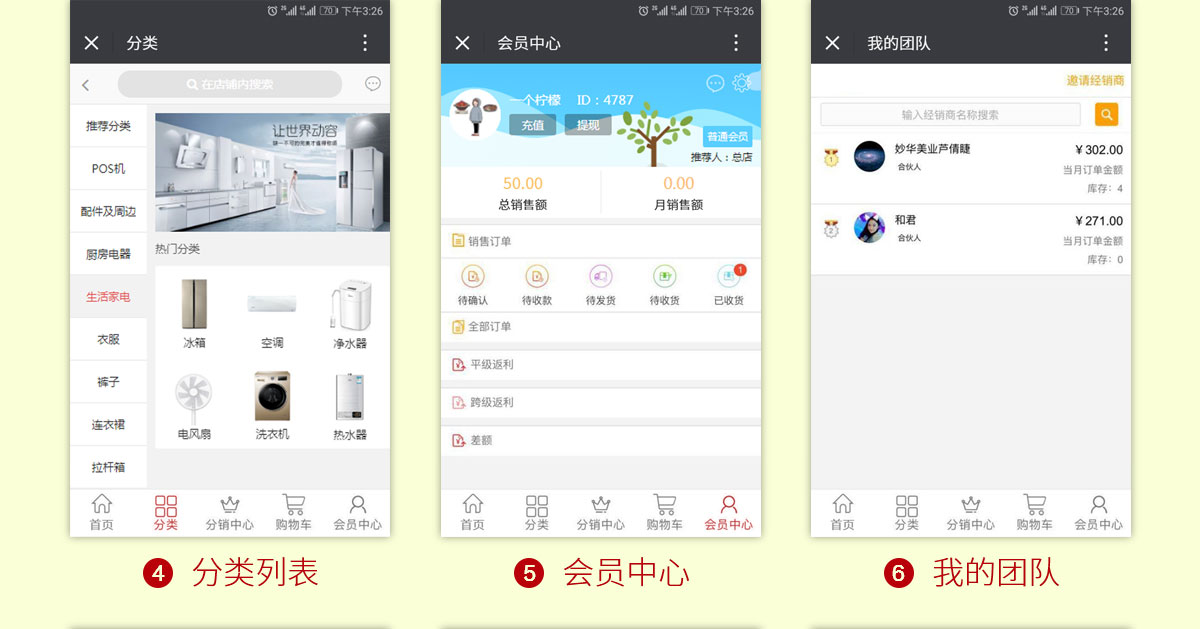 下午3:26
分类
在店铺内搜索
推荐分类
POS机
配件及周边
厨房电器
生活家电
衣服
裤子
连衣裙
拉杆箱
让世界动容
热门分类
冰箱
空调
净水器
电风扇
洗衣机
热水器
首页
分类
分销中心
购物车
会员中心
4 分类列表
70 下午3:26
会员中心
一个柠檬 ID：4787
充值
提现
普通会员
推荐人：总店
50.00
总销售额
0.00
月销售额
销售订单
1
待确认
待收款
待发货
待收货
已收货
全部订单
平级返利
跨级返利
差额
首页
分类
分销中心
购物车
会员中心
5 会员中心
70 下午3:26
我的团队
邀请经销商
输入经销商名称搜索
1
妙华美业芦倩睫
合伙人
￥302.00
当月订单金额
库存：4
2
和君
合伙人
￥271.00
当月订单金额
库存：0
首页
分类
分销中心
购物车
会员中心
6 我的团队